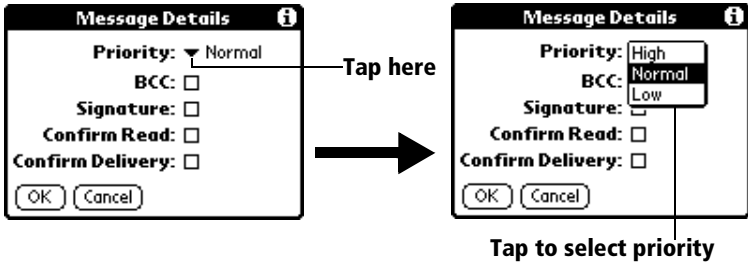 Message Details i
Priority: Normal
BCC:
Signature:
Confirm Read:
Confirm Delivery:
OK Cancel
Tap here
Message Details i
Priority: High
Normal
Low
BCC:
Signature:
Confirm Read:
Confirm Delivery:
OK Cancel
Tap to select priority